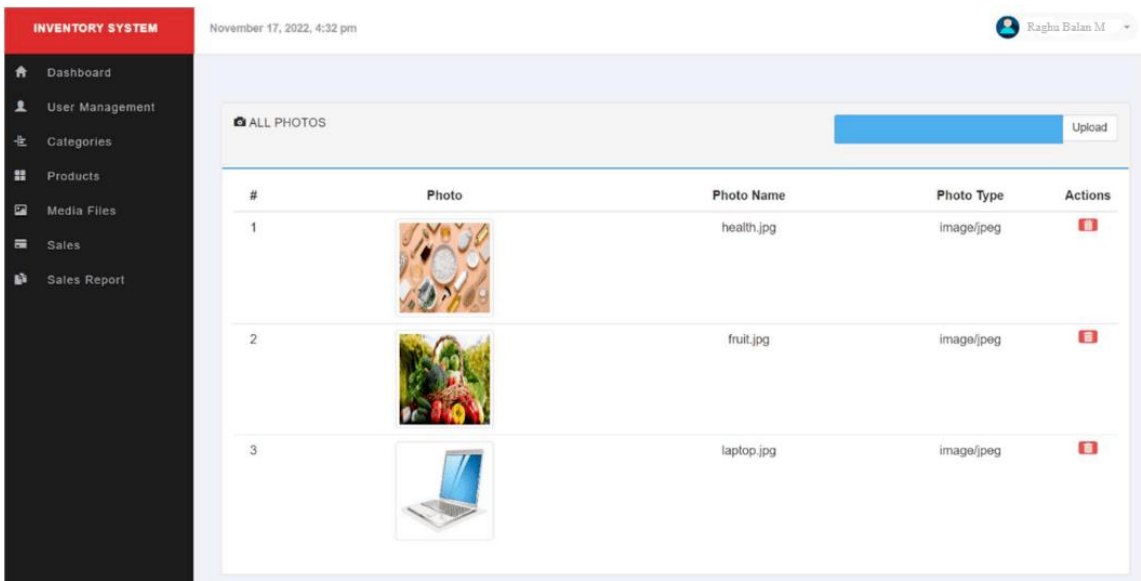 INVENTORY SYSTEM
November 17, 2022, 4:32 pm
Raghu Balan M
Dashboard
User Management
Categories
Products
Media Files
Sales
Sales Report
ALL PHOTOS
Upload
# Photo Photo Name Photo Type Actions
1 health.jpg image/jpeg
2 fruit.jpg image/jpeg
3 laptop.jpg image/jpeg